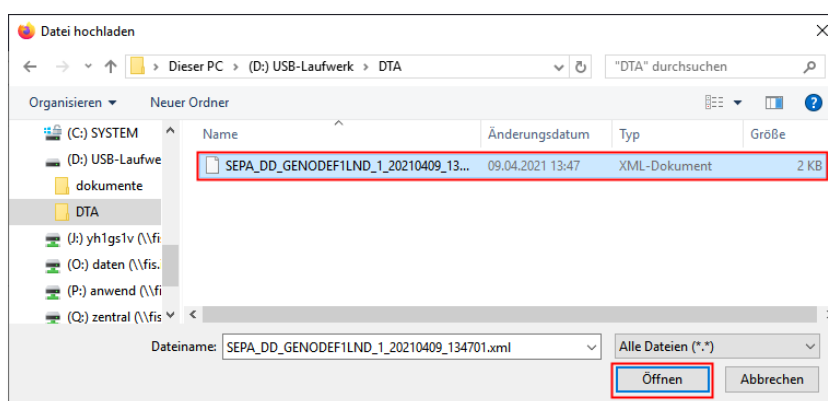 Datei hochladen
Dieser PC > (D:) USB-Laufwerk > DTA
"DTA" durchsuchen
Organisieren Neuer Ordner
(C:) SYSTEM
(D:) USB-Laufwe
dokumente
DTA
(J:) yh1gs1v (\\fi
(O:) daten (\\fis.
(P:) anwend (\\fi
(Q:) zentral (\\fis
Name Änderungsdatum Typ Größe
SEPA_DD_GENODEF1LND_1_20210409_13... 09.04.2021 13:47 XML-Dokument 2 KB
Dateiname: SEPA_DD_GENODEF1LND_1_20210409_134701.xml Alle Dateien (*.*)
Öffnen Abbrechen